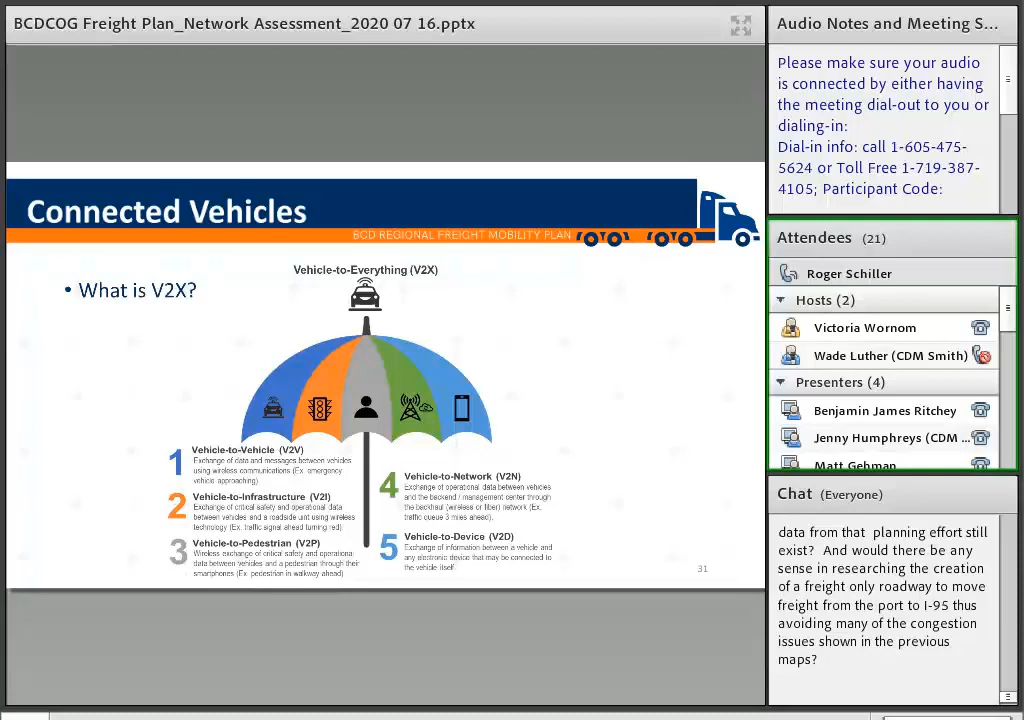 BCDCOG Freight Plan_Network Assessment_2020 07 16.pptx
Connected Vehicles
BCD REGIONAL FREIGHT MOBILITY PLAN
• What is V2X?
Vehicle-to-Everything (V2X)
1 Vehicle-to-Vehicle (V2V)
Exchange of data and messages between vehicles
using wireless communications (Ex. emergency
vehicle approaching)
2 Vehicle-to-Infrastructure (V2I)
Exchange of critical safety and operational data
between vehicles and a roadside unit using wireless
technology (Ex. traffic signal ahead turning red).
3 Vehicle-to-Pedestrian (V2P)
Wireless exchange of critical safety and operational
data between vehicles and a pedestrian through their
smartphones (Ex. pedestrian in walkway ahead)
4 Vehicle-to-Network (V2N)
Exchange of operational data between vehicles
and the backend / management center through
the backhaul (wireless or fiber) network (Ex.
traffic queue 3 miles ahead).
5 Vehicle-to-Device (V2D)
Exchange of information between a vehicle and
any electronic device that may be connected to
the vehicle itself.
31
Audio Notes and Meeting S...
Please make sure your audio
is connected by either having
the meeting dial-out to you or
dialing-in:
Dial-in info: call 1-605-475-
5624 or Toll Free 1-719-387-
4105; Participant Code:
Attendees (21)
Roger Schiller
Hosts (2)
Victoria Wornom
Wade Luther (CDM Smith)
Presenters (4)
Benjamin James Ritchey
Jenny Humphreys (CDM ...
Matt Gehman
Chat (Everyone)
data from that planning effort still
exist? And would there be any
sense in researching the creation
of a freight only roadway to move
freight from the port to I-95 thus
avoiding many of the congestion
issues shown in the previous
maps?